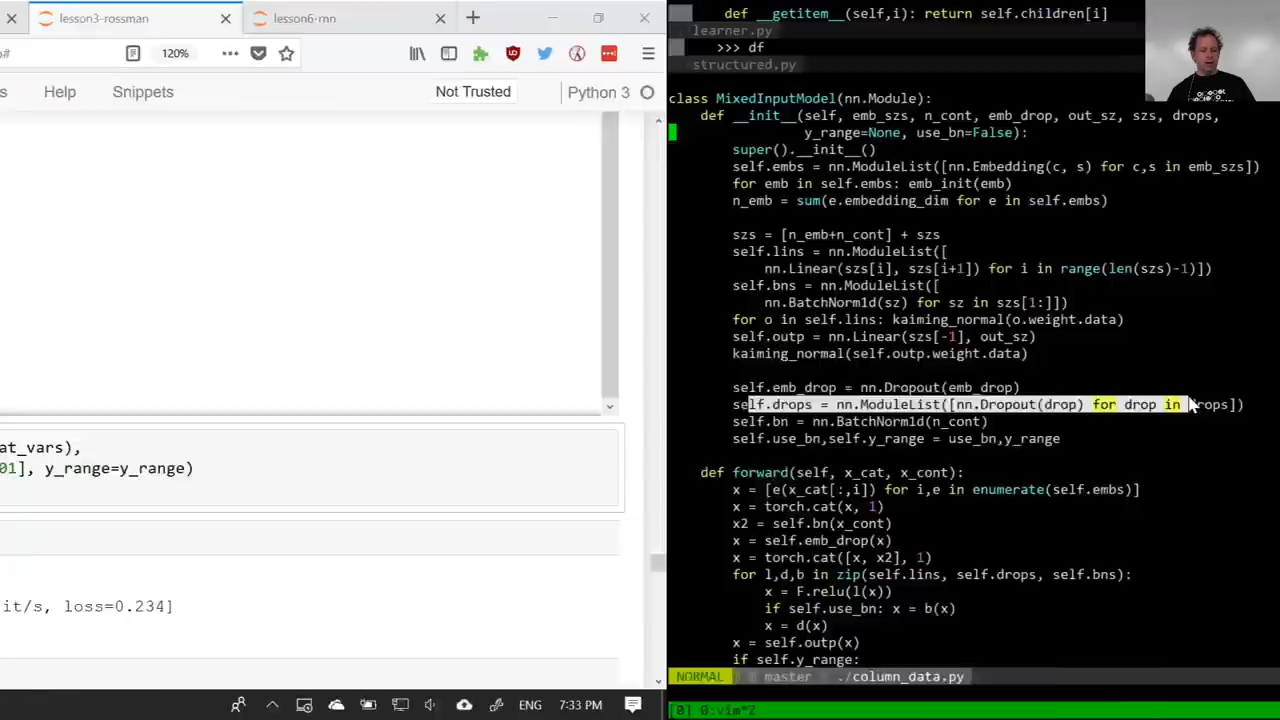 lesson3-rossman
lesson6-rnn
o#
120%
s
Help
Snippets
Not Trusted
Python 3
at_vars),
01], y_range=y_range)
it/s, loss=0.234]
ENG
7:33 PM
def __getitem__(self,i): return self.children[i]
learner.py
>>> df
structured.py
class MixedInputModel(nn.Module):
def __init__(self, emb_szs, n_cont, emb_drop, out_sz, szs, drops,
y_range=None, use_bn=False):
super().__init__()
self.embs = nn.ModuleList([nn.Embedding(c, s) for c,s in emb_szs])
for emb in self.embs: emb_init(emb)
n_emb = sum(e.embedding_dim for e in self.embs)
szs = [n_emb+n_cont] + szs
self.lins = nn.ModuleList([
nn.Linear(szs[i], szs[i+1]) for i in range(len(szs)-1)])
self.bns = nn.ModuleList([
nn.BatchNorm1d(sz) for sz in szs[1:]])
for o in self.lins: kaiming_normal(o.weight.data)
self.outp = nn.Linear(szs[-1], out_sz)
kaiming_normal(self.outp.weight.data)
self.emb_drop = nn.Dropout(emb_drop)
self.drops = nn.ModuleList([nn.Dropout(drop) for drop in drops])
self.bn = nn.BatchNorm1d(n_cont)
self.use_bn,self.y_range = use_bn,y_range
def forward(self, x_cat, x_cont):
x = [e(x_cat[:,i]) for i,e in enumerate(self.embs)]
x = torch.cat(x, 1)
x2 = self.bn(x_cont)
x = self.emb_drop(x)
x = torch.cat([x, x2], 1)
for l,d,b in zip(self.lins, self.drops, self.bns):
x = F.relu(l(x))
if self.use_bn: x = b(x)
x = d(x)
x = self.outp(x)
if self.y_range:
NORMAL master ./column_data.py
[0] 0:vim*Z